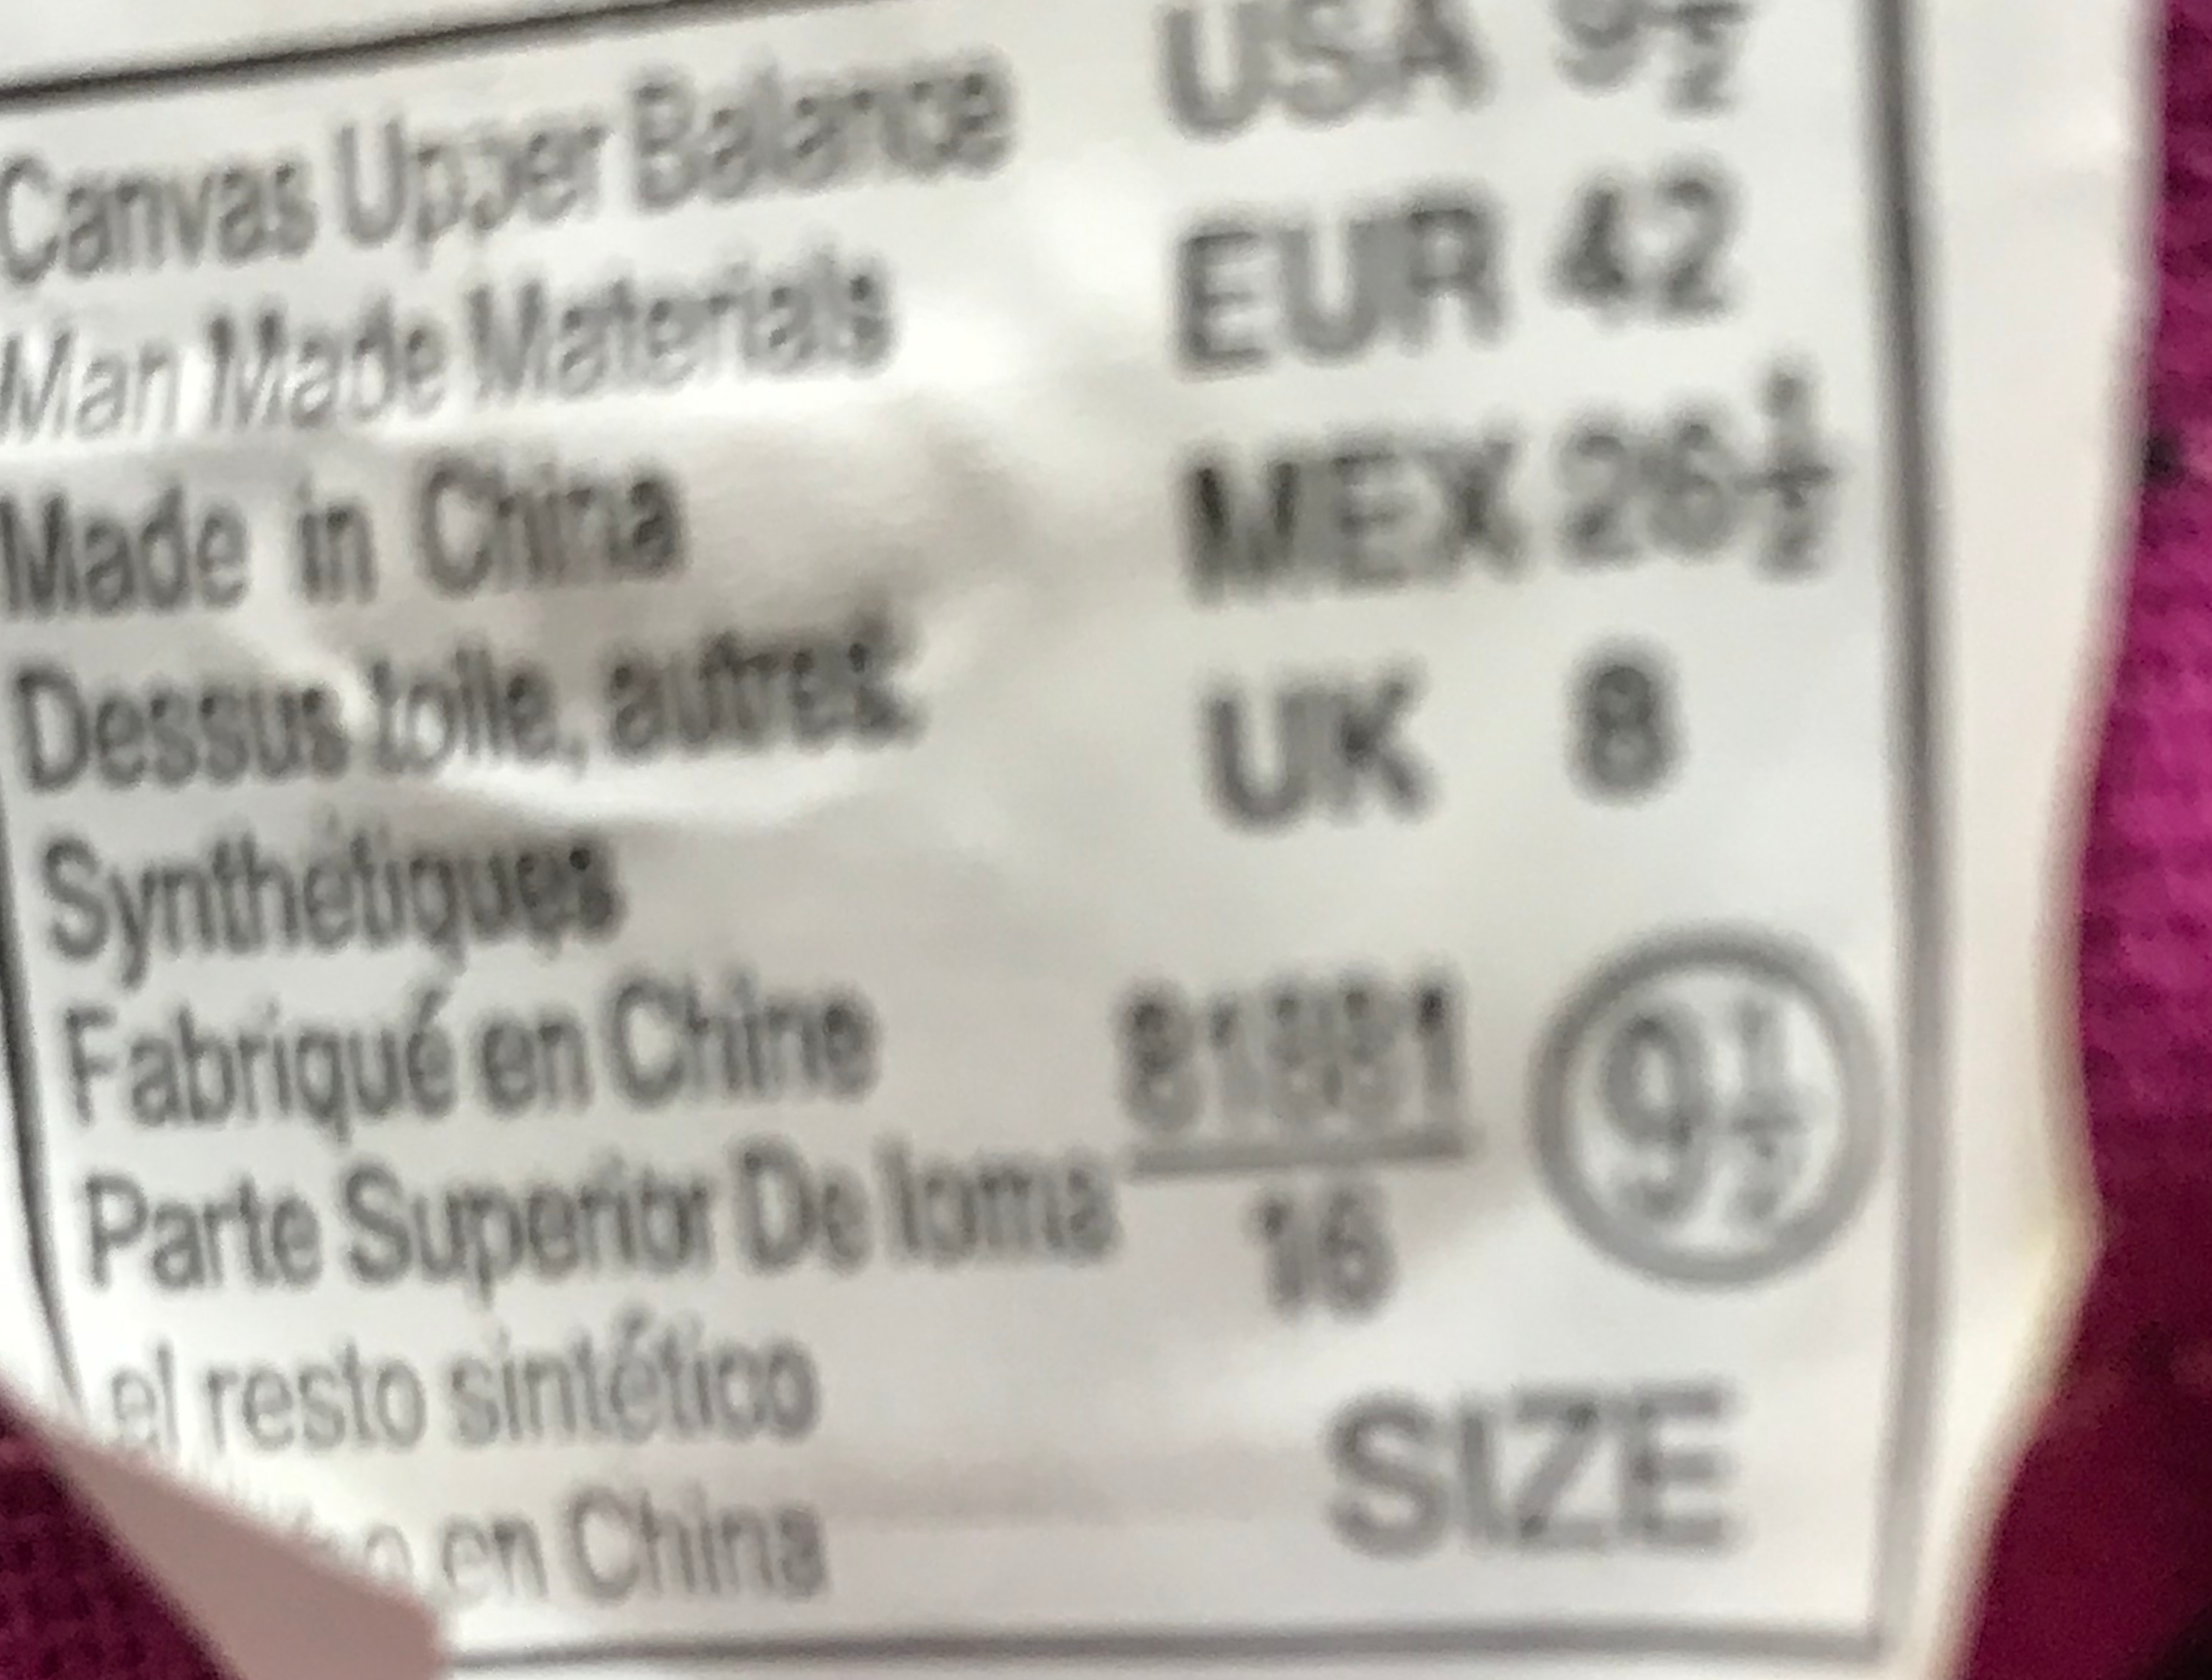 Canvas Upper Balance
Man Made Materials
Made in China
Dessus toile, autres
Synthétiques
Fabriqué en Chine
Parte Superior De loma
el resto sintético
en China
USA 9½
EUR 42
MEX 26½
UK 8
16
9½
SIZE